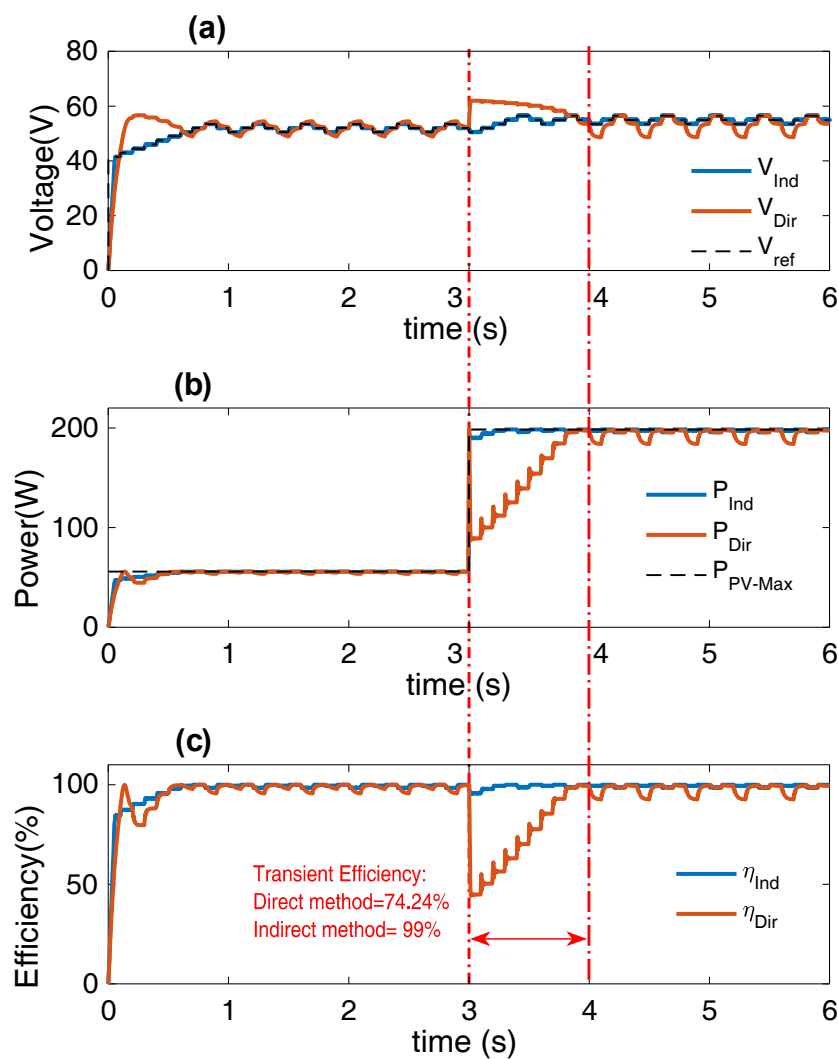 (a)
80
60
40
20
0
Voltage(V)
V_Ind
V_Dir
V_ref
0 1 2 3 4 5 6
time (s)
(b)
200
100
0
Power(W)
P_Ind
P_Dir
P_PV-Max
0 1 2 3 4 5 6
time (s)
(c)
100
50
0
Efficiency(%)
Transient Efficiency:
Direct method=74.24%
Indirect method= 99%
η_Ind
η_Dir
0 1 2 3 4 5 6
time (s)